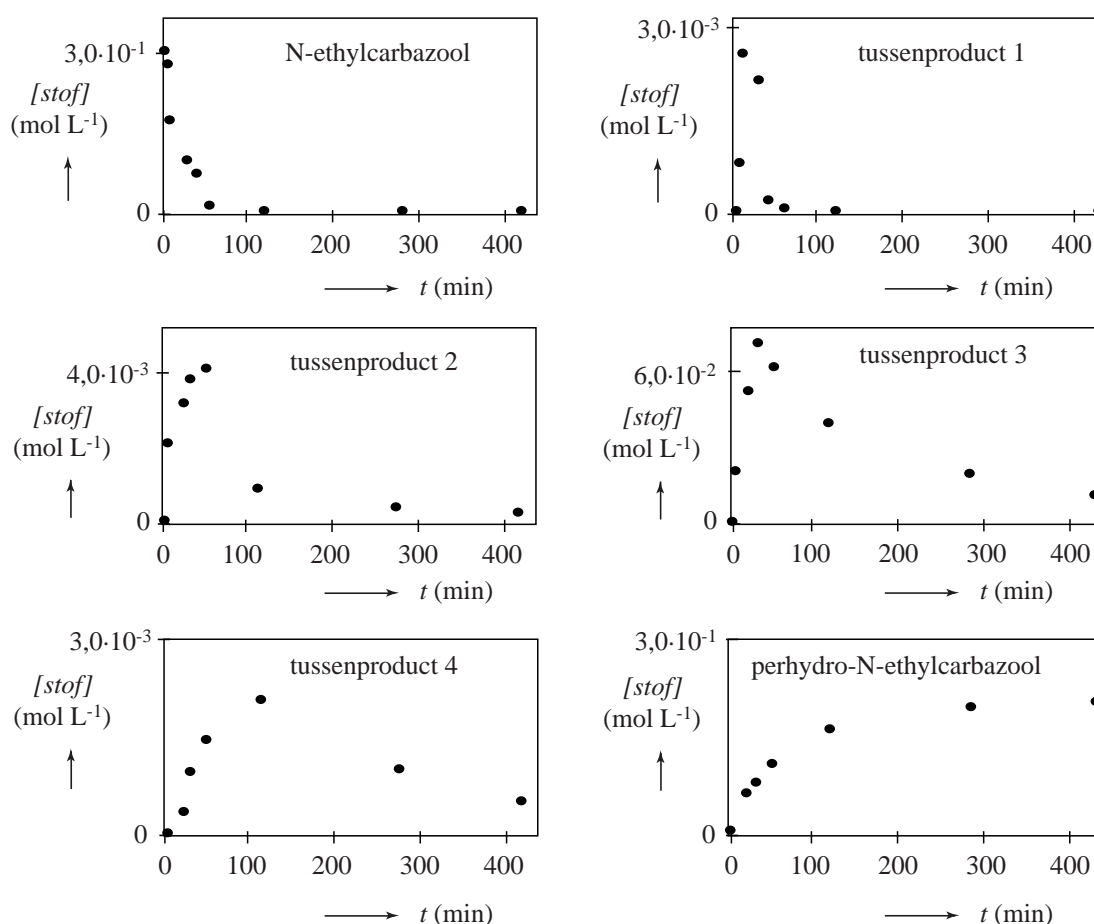 N-ethylcarbazool
3,0·10⁻¹
[stof]
(mol L⁻¹)
0
0 100 200 300 400
t (min)
tussenproduct 1
3,0·10⁻³
[stof]
(mol L⁻¹)
0
0 100 200 300 400
t (min)
tussenproduct 2
4,0·10⁻³
[stof]
(mol L⁻¹)
0
0 100 200 300 400
t (min)
tussenproduct 3
6,0·10⁻²
[stof]
(mol L⁻¹)
0
0 100 200 300 400
t (min)
tussenproduct 4
3,0·10⁻³
[stof]
(mol L⁻¹)
0
0 100 200 300 400
t (min)
perhydro-N-ethylcarbazool
3,0·10⁻¹
[stof]
(mol L⁻¹)
0
0 100 200 300 400
t (min)